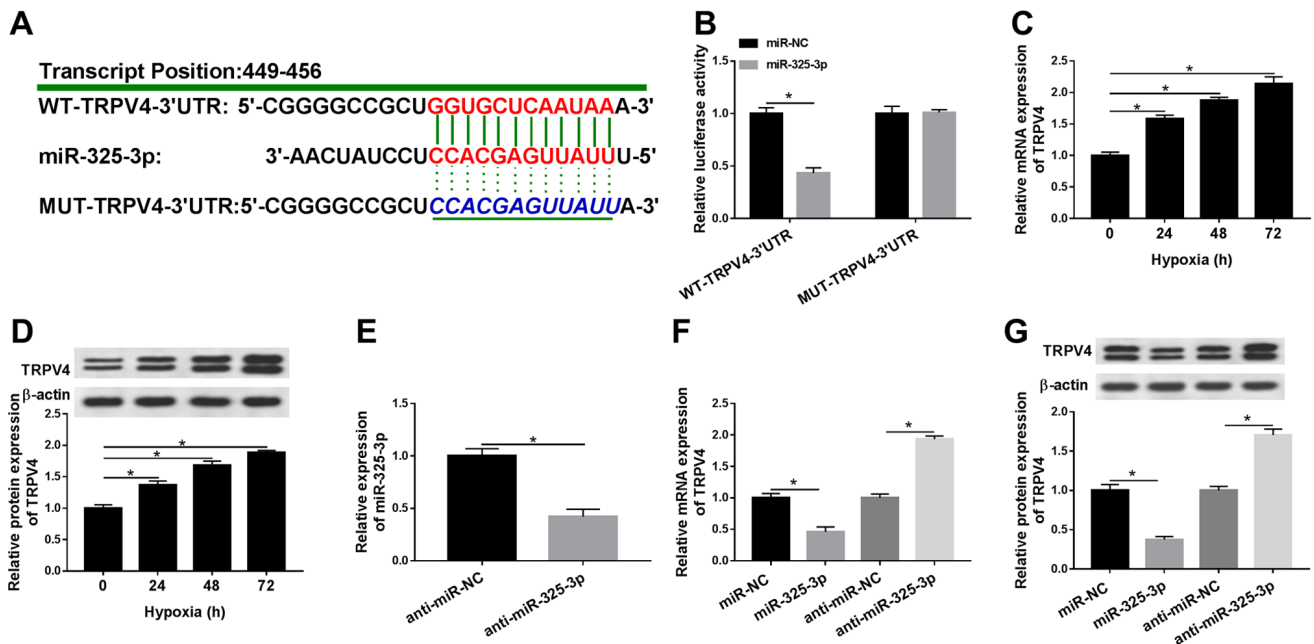 A
Transcript Position:449-456
WT-TRPV4-3'UTR: 5'-CGGGGCCGCUGGUGCUCAAUAAA-3'
miR-325-3p: 3'-AACUAUCCUCCACGAGUUAUUU-5'
MUT-TRPV4-3'UTR:5'-CGGGGCCGCUCCACGAGUUAUUA-3'
B
miR-NC
miR-325-3p
Relative luciferase activity
1.5
1.0
0.5
0.0
*
WT-TRPV4-3'UTR
MUT-TRPV4-3'UTR
C
Relative mRNA expression
of TRPV4
2.5
2.0
1.5
1.0
0.5
0.0
*
*
*
0 24 48 72
Hypoxia (h)
D
TRPV4
β-actin
Relative protein expression
of TRPV4
2.5
2.0
1.5
1.0
0.5
0.0
*
*
*
0 24 48 72
Hypoxia (h)
E
Relative expression
of miR-325-3p
1.5
1.0
0.5
0.0
*
anti-miR-NC
anti-miR-325-3p
F
Relative mRNA expression
of TRPV4
2.5
2.0
1.5
1.0
0.5
0.0
*
*
miR-NC
miR-325-3p
anti-miR-NC
anti-miR-325-3p
G
TRPV4
β-actin
Relative protein expression
of TRPV4
2.0
1.5
1.0
0.5
0.0
*
*
miR-NC
miR-325-3p
anti-miR-NC
anti-miR-325-3p